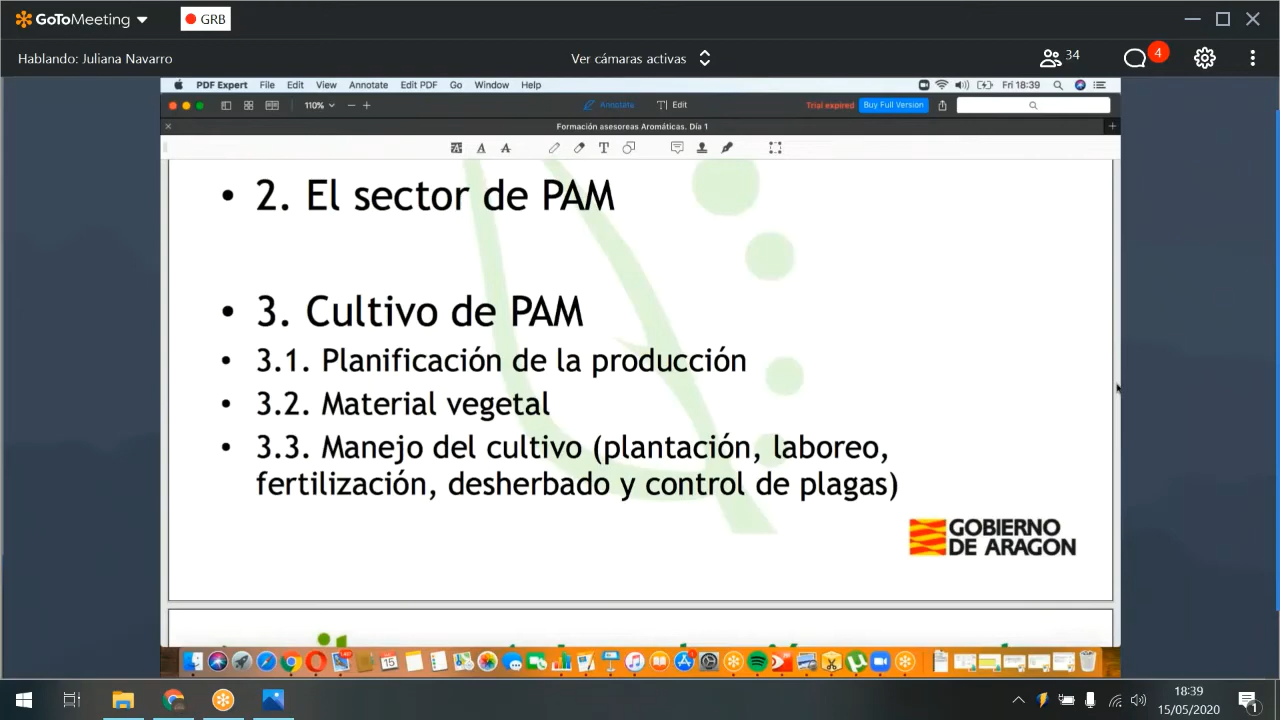 GoToMeeting
GRB
Hablando: Juliana Navarro
Ver cámaras activas
34
4
PDF Expert File Edit View Annotate Edit PDF Go Window Help
Fri 18:39
110%
Annotate
Edit
Trial expired
Buy Full Version
Formación asesoreas Aromáticas. Día 1
• 2. El sector de PAM
• 3. Cultivo de PAM
• 3.1. Planificación de la producción
• 3.2. Material vegetal
• 3.3. Manejo del cultivo (plantación, laboreo,
fertilización, desherbado y control de plagas)
GOBIERNO
DE ARAGON
18:39
15/05/2020
1